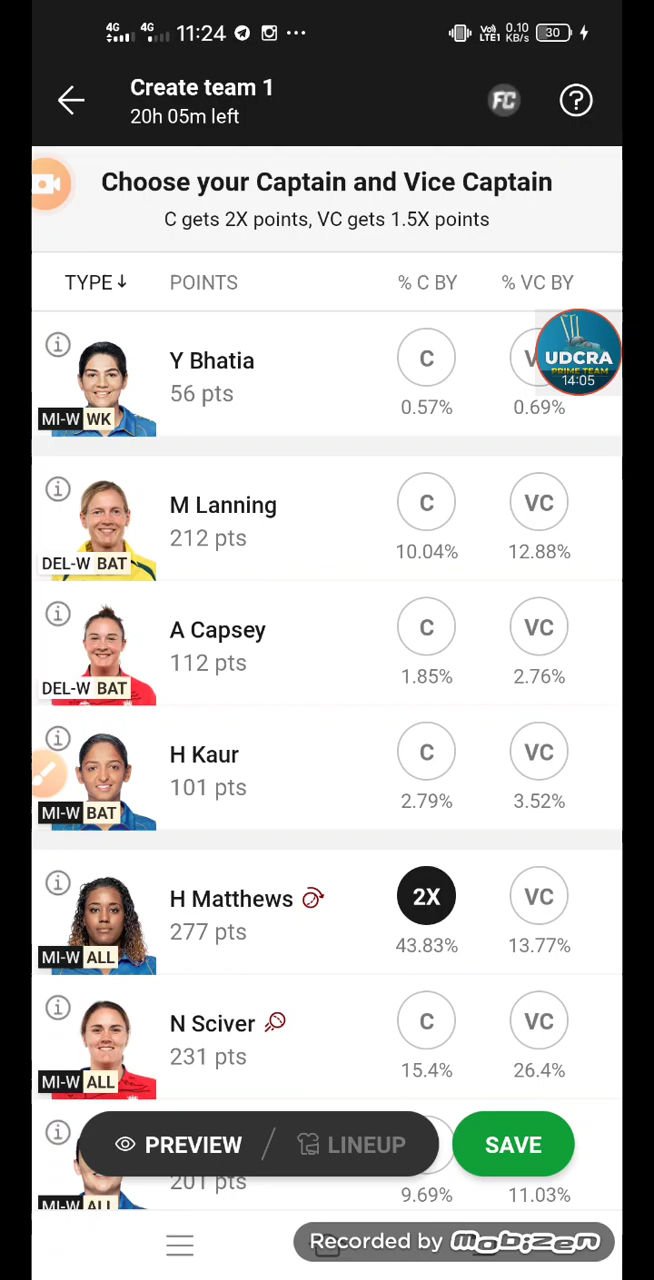 4G 4G 11:24 Vo) LTE1 0.10 KB/s 30
Create team 1
20h 05m left
FC ?
Choose your Captain and Vice Captain
C gets 2X points, VC gets 1.5X points
TYPE↓ POINTS % C BY % VC BY
UDCRA
PRIME TEAM
14:05
Y Bhatia
56 pts
MI-W WK
C
0.57% 0.69%
M Lanning
212 pts
DEL-W BAT
C VC
10.04% 12.88%
A Capsey
112 pts
DEL-W BAT
C VC
1.85% 2.76%
H Kaur
101 pts
MI-W BAT
C VC
2.79% 3.52%
H Matthews
277 pts
MI-W ALL
2X VC
43.83% 13.77%
N Sciver
231 pts
MI-W ALL
C VC
15.4% 26.4%
PREVIEW / LINEUP SAVE
201 pts
MI-W ALL
9.69% 11.03%
Recorded by mobizen